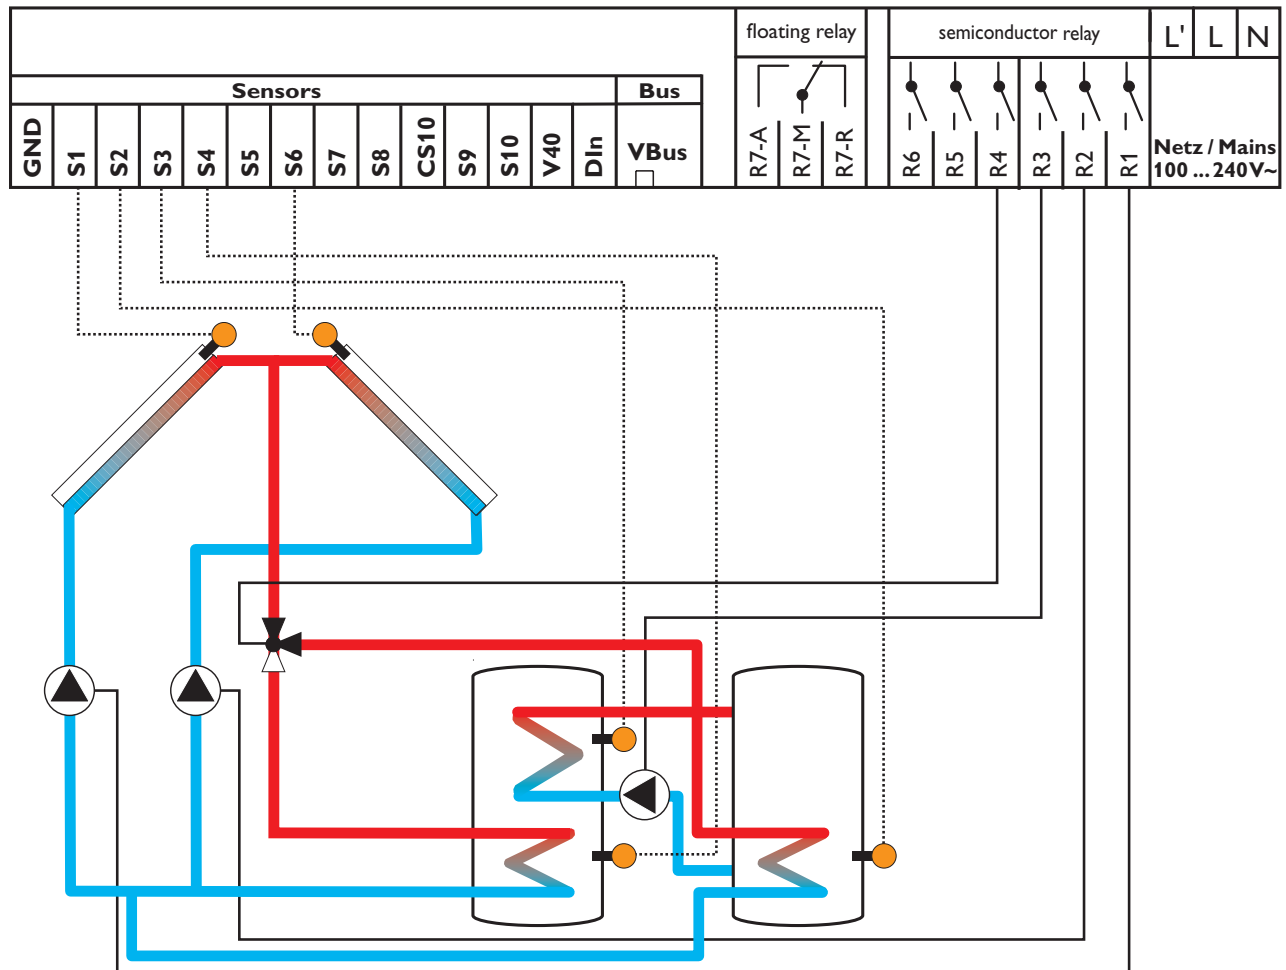 floating relay
semiconductor relay
L'
L
N
Sensors
Bus
GND
S1
S2
S3
S4
S5
S6
S7
S8
CS10
S9
S10
V40
DIn
VBus
R7-A
R7-M
R7-R
R6
R5
R4
R3
R2
R1
Netz / Mains
100 ... 240V~